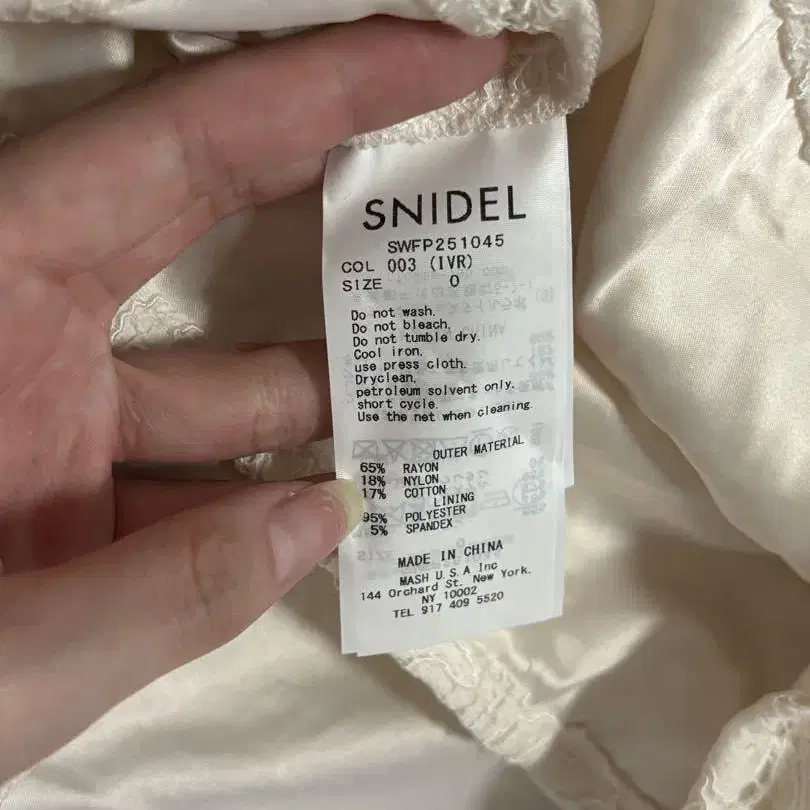 SNIDEL
SWFP251045
COL 003 (IVR)
SIZE 0
Do not wash.
Do not bleach.
Do not tumble dry.
Cool iron.
use press cloth.
Dryclean.
petroleum solvent only.
short cycle.
Use the net when cleaning.
OUTER MATERIAL
65% RAYON
18% NYLON
17% COTTON
LINING
95% POLYESTER
5% SPANDEX
MADE IN CHINA
MASH U.S.A Inc
144 Orchard St. New York.
NY 10002
TEL 917 409 5520